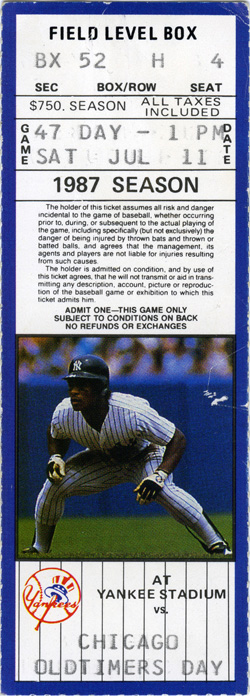 FIELD LEVEL BOX
BX 52 H 4
SEC BOX/ROW SEAT
$750. SEASON ALL TAXES INCLUDED
GAME 47 DAY - 1 PM DATE
SAT JUL 11
1987 SEASON
The holder of this ticket assumes all risk and danger
incidental to the game of baseball, whether occurring
prior to, during, or subsequent to the actual playing of
the game, including specifically (but not exclusively) the
danger of being injured by thrown bats and thrown or
batted balls, and agrees that the management, its
agents and players are not liable for injuries resulting
from such causes.
The holder is admitted on condition, and by use of
this ticket agrees, that he will not transmit or aid in trans-
mitting any description, account, picture or reproduc-
tion of the baseball game or exhibition to which this
ticket admits him.
ADMIT ONE—THIS GAME ONLY
SUBJECT TO CONDITIONS ON BACK
NO REFUNDS OR EXCHANGES
Yankees
AT
YANKEE STADIUM
vs.
CHICAGO
OLDTIMERS DAY